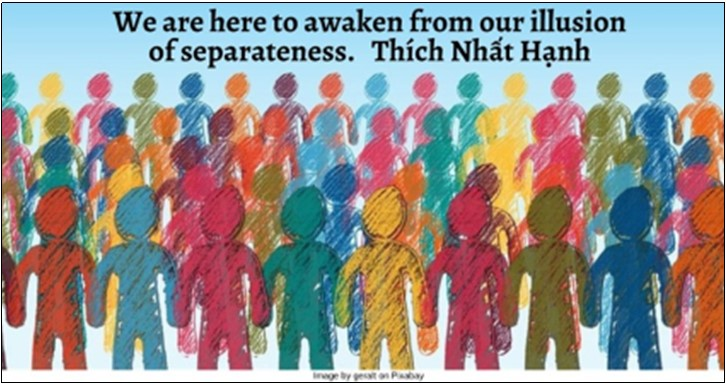 We are here to awaken from our illusion
of separateness. Thích Nhất Hạnh
Image by geralt on Pixabay